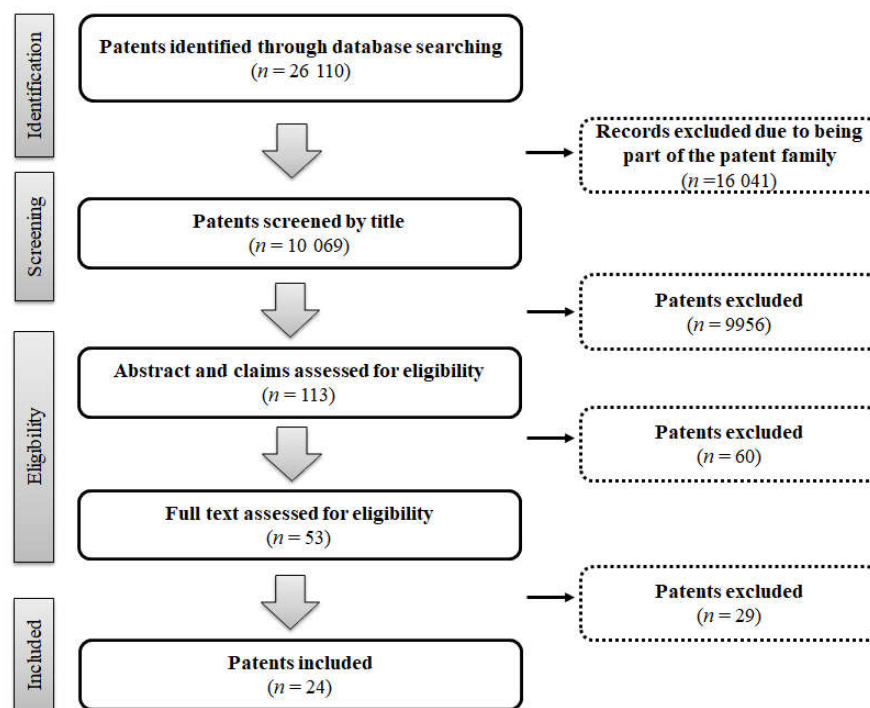 Identification
Patents identified through database searching
(n = 26 110)
Records excluded due to being
part of the patent family
(n =16 041)
Screening
Patents screened by title
(n = 10 069)
Patents excluded
(n = 9956)
Eligibility
Abstract and claims assessed for eligibility
(n = 113)
Patents excluded
(n = 60)
Full text assessed for eligibility
(n = 53)
Patents excluded
(n = 29)
Included
Patents included
(n = 24)